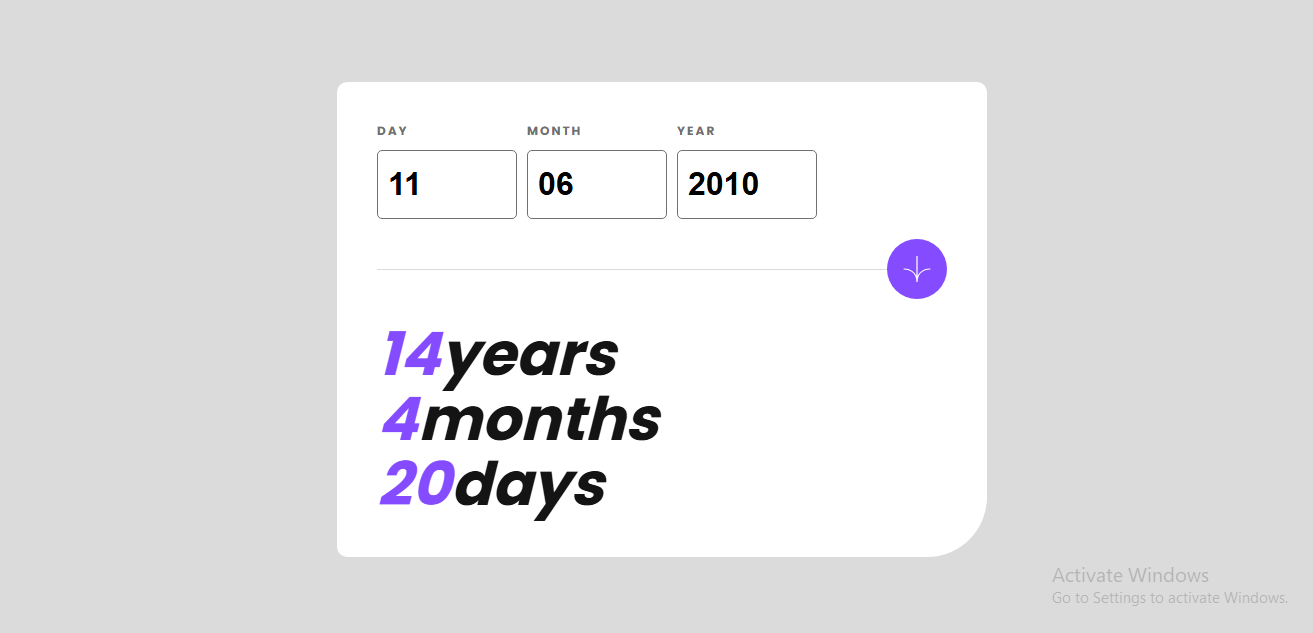 DAY MONTH YEAR
11 06 2010
14years
4months
20days
Activate Windows
Go to Settings to activate Windows.